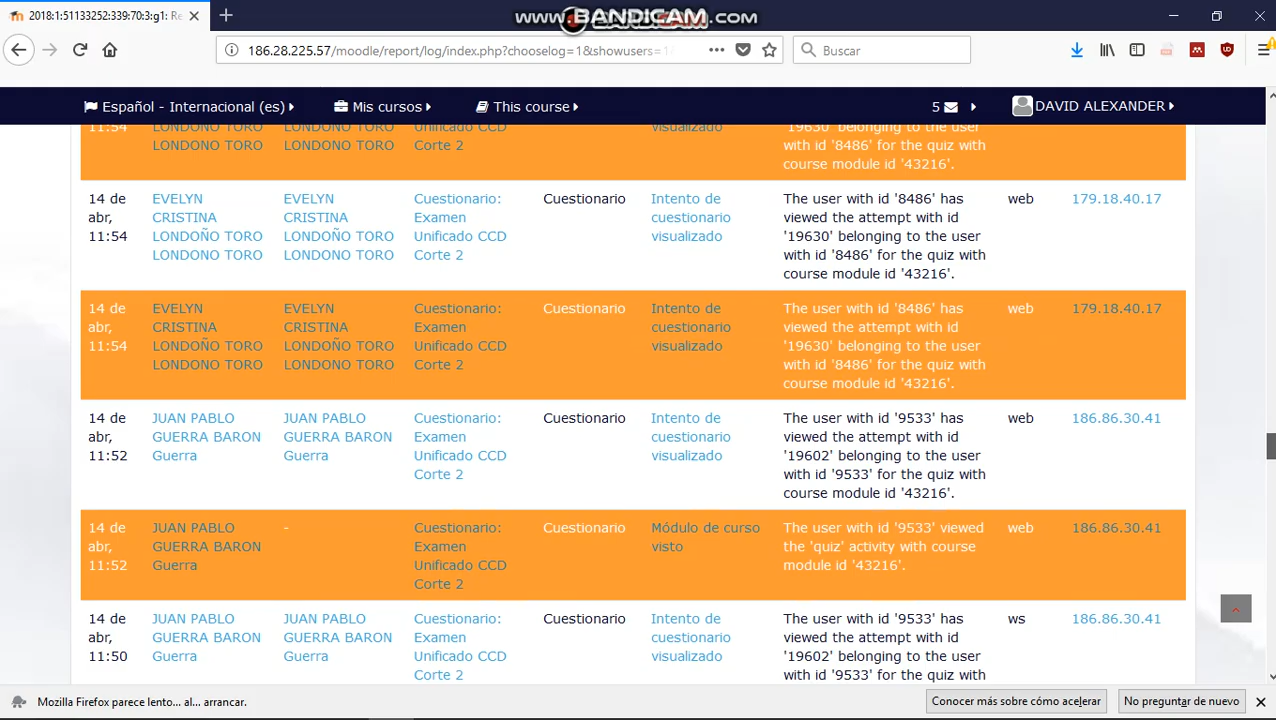 2018:1:51133252:339:70:3:g1: Re
www.BANDICAM.com
186.28.225.57/moodle/report/log/index.php?chooselog=1&showusers=1
Buscar
Español - Internacional (es)
Mis cursos
This course
5
DAVID ALEXANDER
11:54
LONDOÑO TORO
LONDONO TORO
LONDOÑO TORO
LONDONO TORO
Unificado CCD
Corte 2
'19630' belonging to the user
with id '8486' for the quiz with
course module id '43216'.
14 de
abr,
11:54
EVELYN
CRISTINA
LONDOÑO TORO
LONDONO TORO
EVELYN
CRISTINA
LONDOÑO TORO
LONDONO TORO
Cuestionario:
Examen
Unificado CCD
Corte 2
Cuestionario
Intento de
cuestionario
visualizado
The user with id '8486' has
viewed the attempt with id
'19630' belonging to the user
with id '8486' for the quiz with
course module id '43216'.
web
179.18.40.17
14 de
abr,
11:54
EVELYN
CRISTINA
LONDOÑO TORO
LONDONO TORO
EVELYN
CRISTINA
LONDOÑO TORO
LONDONO TORO
Cuestionario:
Examen
Unificado CCD
Corte 2
Cuestionario
Intento de
cuestionario
visualizado
The user with id '8486' has
viewed the attempt with id
'19630' belonging to the user
with id '8486' for the quiz with
course module id '43216'.
web
179.18.40.17
14 de
abr,
11:52
JUAN PABLO
GUERRA BARON
Guerra
JUAN PABLO
GUERRA BARON
Guerra
Cuestionario:
Examen
Unificado CCD
Corte 2
Cuestionario
Intento de
cuestionario
visualizado
The user with id '9533' has
viewed the attempt with id
'19602' belonging to the user
with id '9533' for the quiz with
course module id '43216'.
web
186.86.30.41
14 de
abr,
11:52
JUAN PABLO
GUERRA BARON
Guerra
-
Cuestionario:
Examen
Unificado CCD
Corte 2
Cuestionario
Módulo de curso
visto
The user with id '9533' viewed
the 'quiz' activity with course
module id '43216'.
web
186.86.30.41
14 de
abr,
11:50
JUAN PABLO
GUERRA BARON
Guerra
JUAN PABLO
GUERRA BARON
Guerra
Cuestionario:
Examen
Unificado CCD
Corte 2
Cuestionario
Intento de
cuestionario
visualizado
The user with id '9533' has
viewed the attempt with id
'19602' belonging to the user
with id '9533' for the quiz with
ws
186.86.30.41
Mozilla Firefox parece lento... al... arrancar.
Conocer más sobre cómo acelerar
No preguntar de nuevo